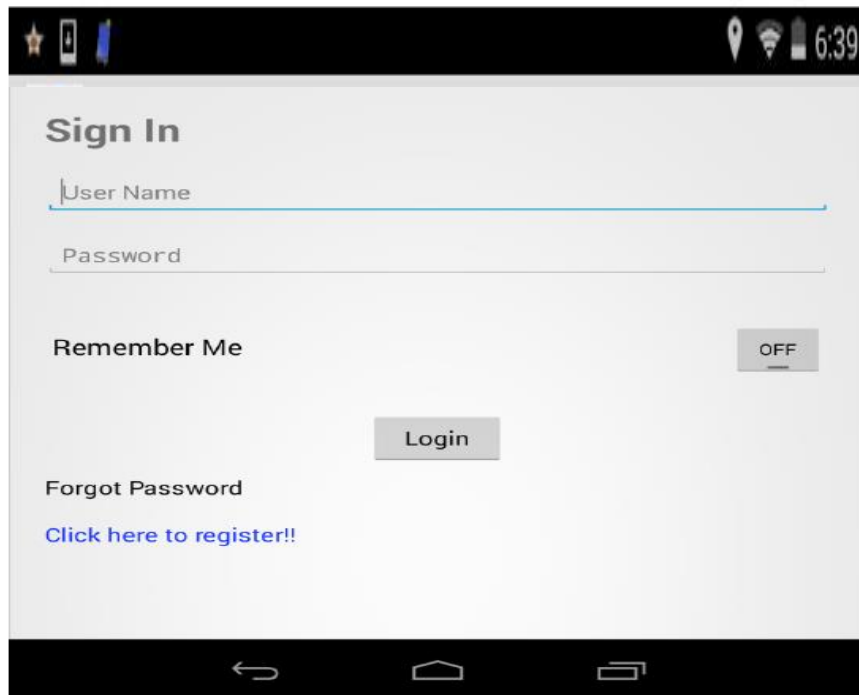 6:39
Sign In
User Name
Password
Remember Me OFF
Login
Forgot Password
Click here to register!!